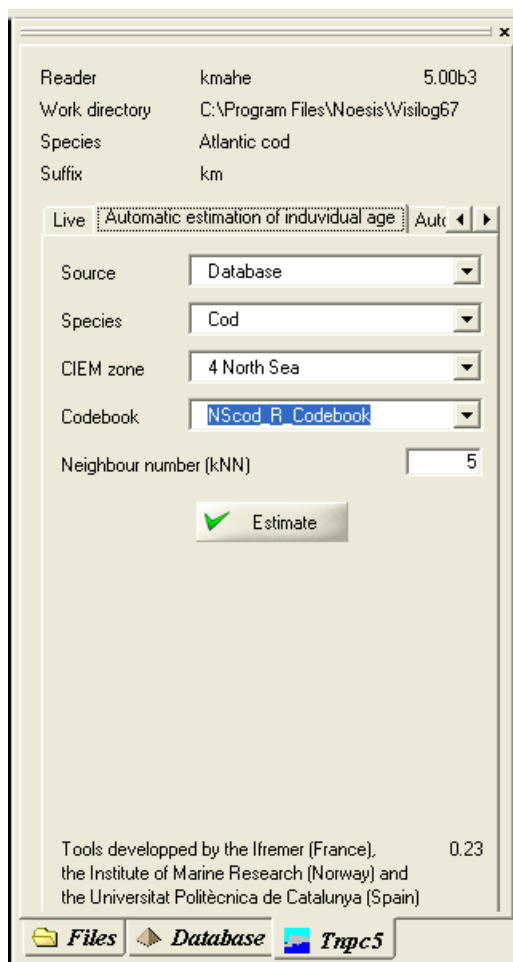 Reader kmahe 5.00b3
Work directory C:\Program Files\Noesis\Visilog67
Species Atlantic cod
Suffix km
Live Automatic estimation of induvidual age Aut
Source Database
Species Cod
CIEM zone 4 North Sea
Codebook NScod_R_Codebook
Neighbour number (kNN) 5
Estimate
Tools developped by the Ifremer (France), 0.23
the Institute of Marine Research (Norway) and
the Universitat Politècnica de Catalunya (Spain)
Files Database Tnpc5